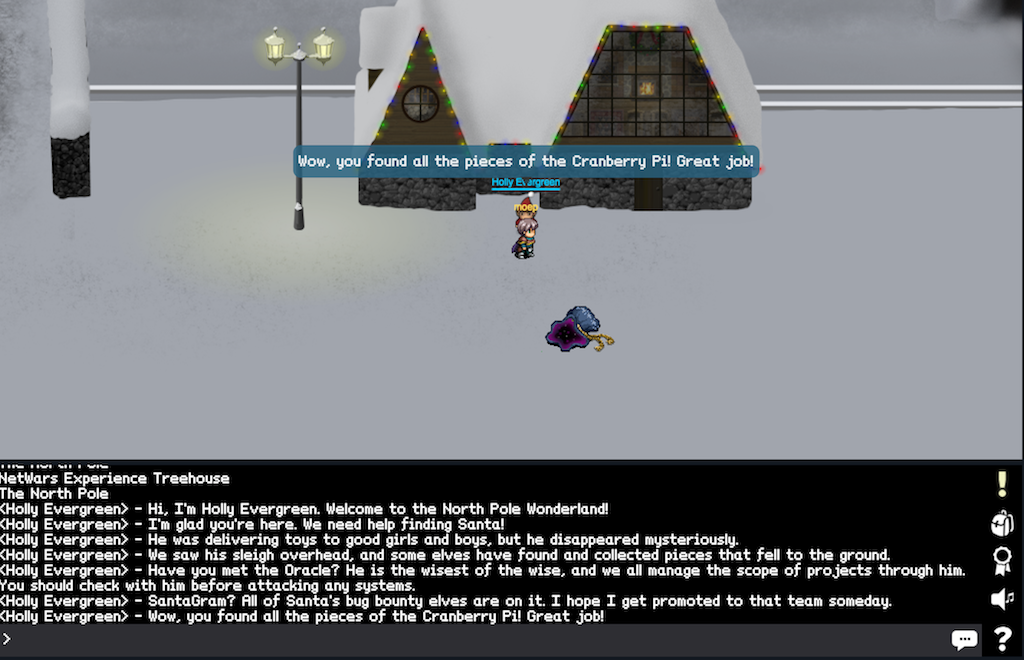 Wow, you found all the pieces of the Cranberry Pi! Great job!
Holly Evergreen
moep
The North Pole
NetWars Experience Treehouse
The North Pole
<Holly Evergreen> - Hi, I'm Holly Evergreen. Welcome to the North Pole Wonderland!
<Holly Evergreen> - I'm glad you're here. We need help finding Santa!
<Holly Evergreen> - He was delivering toys to good girls and boys, but he disappeared mysteriously.
<Holly Evergreen> - We saw his sleigh overhead, and some elves have found and collected pieces that fell to the ground.
<Holly Evergreen> - Have you met the Oracle? He is the wisest of the wise, and we all manage the scope of projects through him.
You should check with him before attacking any systems.
<Holly Evergreen> - SantaGram? All of Santa's bug bounty elves are on it. I hope I get promoted to that team someday.
<Holly Evergreen> - Wow, you found all the pieces of the Cranberry Pi! Great job!
>